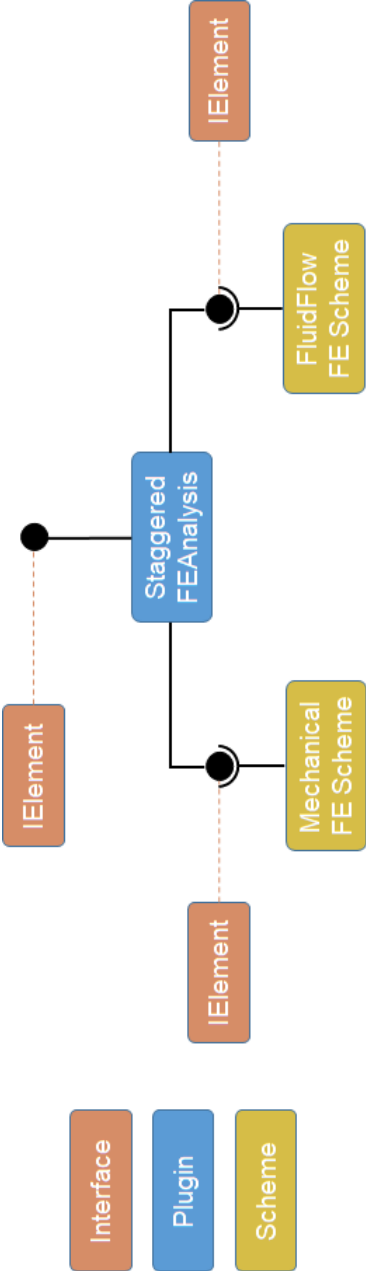 Interface
Plugin
Scheme
IElement
Staggered
FEAnalysis
IElement
IElement
Mechanical
FE Scheme
FluidFlow
FE Scheme